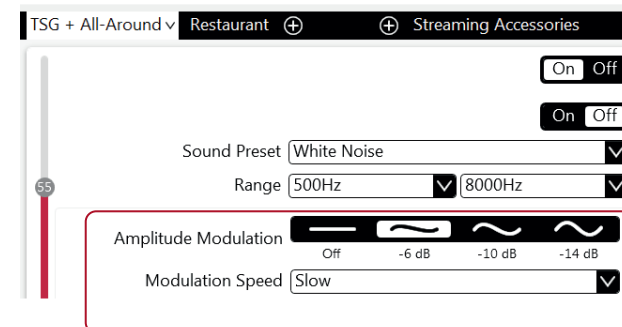 TSG + All-Around Restaurant Streaming Accessories
On Off
On Off
Sound Preset White Noise
55 Range 500Hz 8000Hz
Amplitude Modulation
Off -6 dB -10 dB -14 dB
Modulation Speed Slow